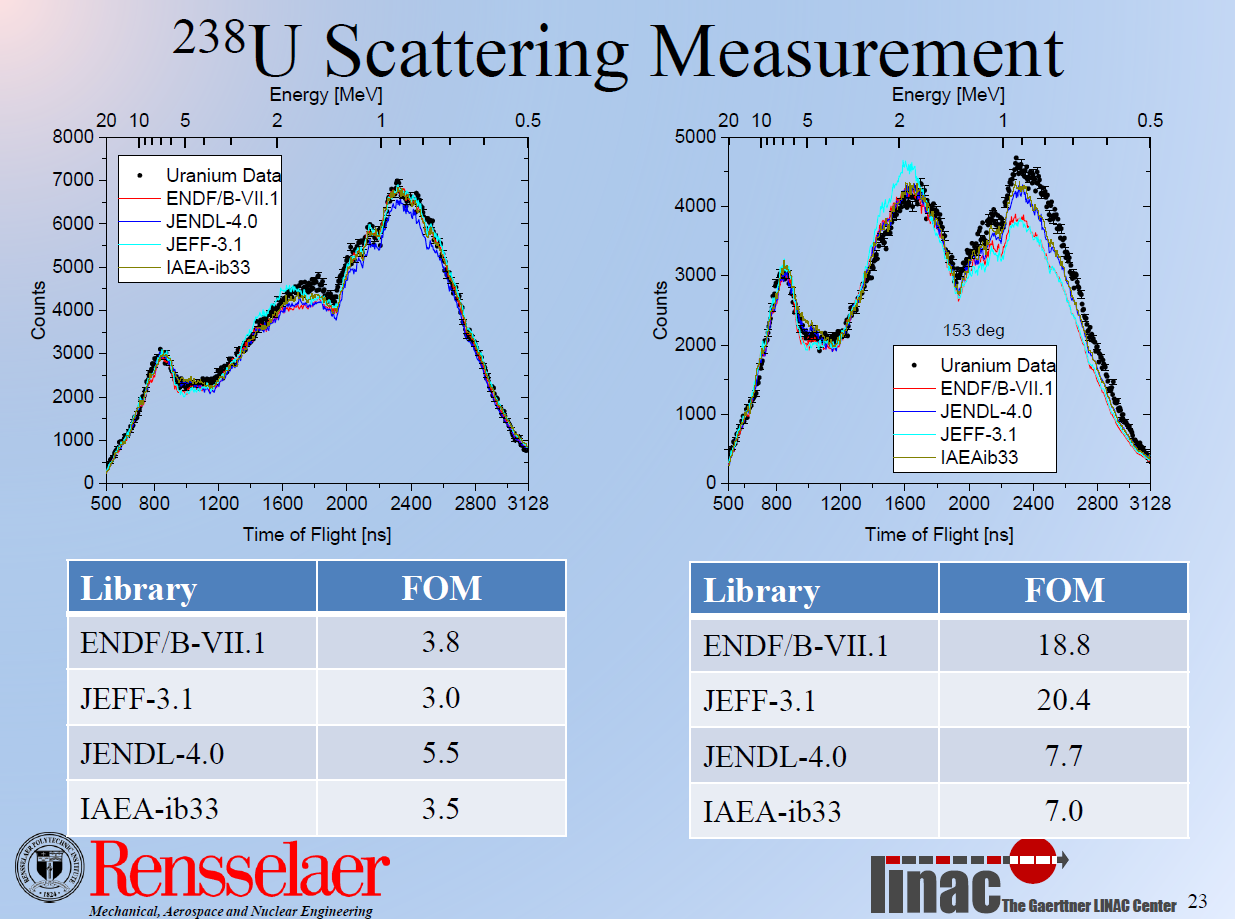 238U Scattering Measurement
Energy [MeV]
20 10 5 2 1 0.5
8000
7000
6000
5000
4000
3000
2000
1000
0
Counts
Uranium Data
ENDF/B-VII.1
JENDL-4.0
JEFF-3.1
IAEA-ib33
500 800 1200 1600 2000 2400 2800 3128
Time of Flight [ns]
Energy [MeV]
20 10 5 2 1 0.5
5000
4000
3000
2000
1000
0
Counts
153 deg
Uranium Data
ENDF/B-VII.1
JENDL-4.0
JEFF-3.1
IAEAib33
500 800 1200 1600 2000 2400 2800 3128
Time of Flight [ns]
Library FOM
ENDF/B-VII.1 3.8
JEFF-3.1 3.0
JENDL-4.0 5.5
IAEA-ib33 3.5
Library FOM
ENDF/B-VII.1 18.8
JEFF-3.1 20.4
JENDL-4.0 7.7
IAEA-ib33 7.0
RENSSELAER POLYTECHNIC INSTITUTE
1824
Rensselaer
Mechanical, Aerospace and Nuclear Engineering
linac
The Gaerttner LINAC Center
23